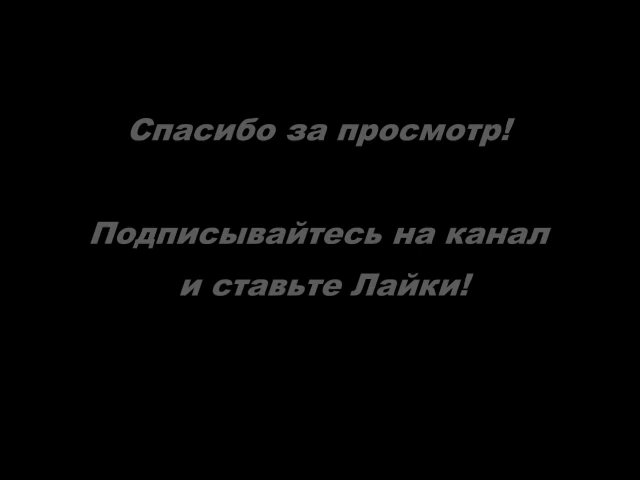 Спасибо за просмотр!
Подписывайтесь на канал
и ставьте Лайки!